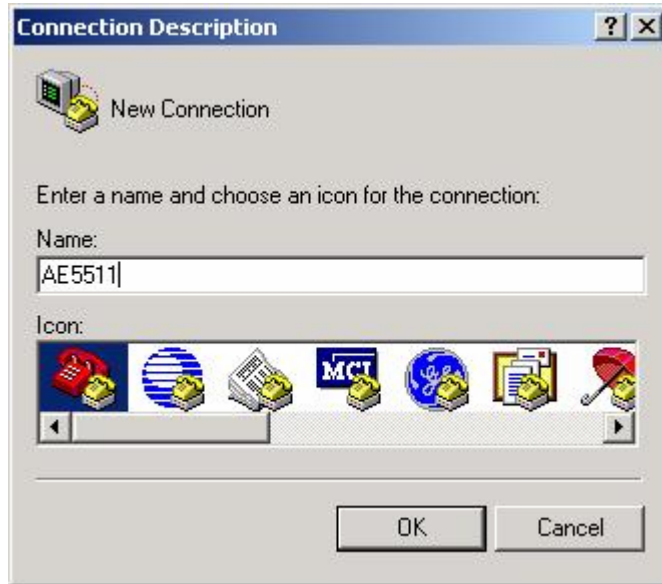 Connection Description
New Connection
Enter a name and choose an icon for the connection:
Name:
AE5511
Icon:
MCI
OK
Cancel